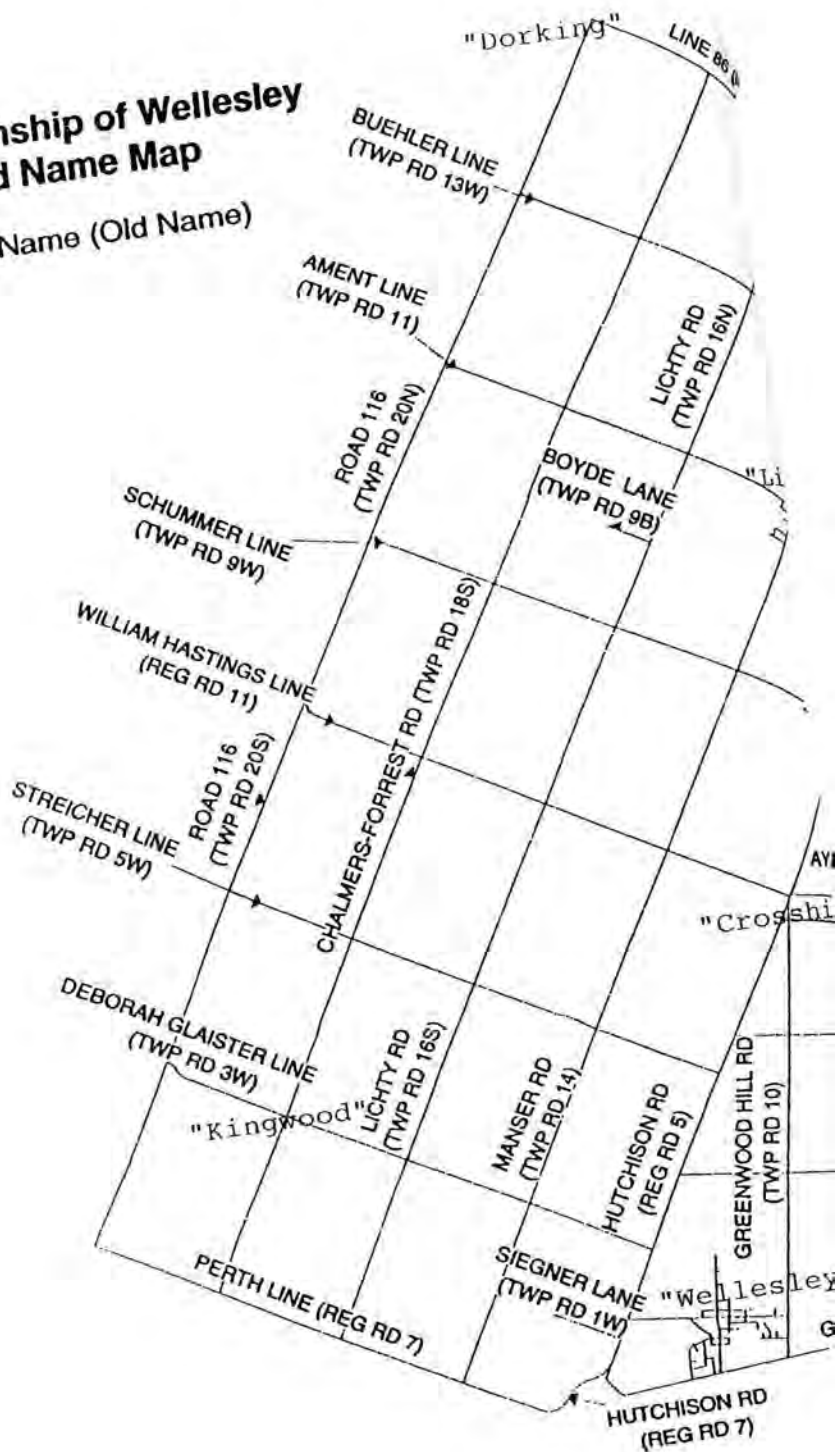 "Dorking"
LINE 86
nship of Wellesley
d Name Map
Name (Old Name)
BUEHLER LINE
(TWP RD 13W)
AMENT LINE
(TWP RD 11)
LICHTY RD
(TWP RD 16N)
ROAD 116
(TWP RD 20N)
BOYDE LANE
(TWP RD 9B)
"Li
SCHUMMER LINE
(TWP RD 9W)
WILLIAM HASTINGS LINE
(REG RD 11)
CHALMERS-FORREST RD (TWP RD 18S)
ROAD 116
(TWP RD 20S)
STREICHER LINE
(TWP RD 5W)
"Crosshi
DEBORAH GLAISTER LINE
(TWP RD 3W)
"Kingwood"
LICHTY RD
(TWP RD 16S)
MANSER RD
(TWP RD 14)
HUTCHISON RD
(REG RD 5)
GREENWOOD HILL RD
(TWP RD 10)
SIEGNER LANE
(TWP RD 1W)
"Wellesley
G
PERTH LINE (REG RD 7)
HUTCHISON RD
(REG RD 7)